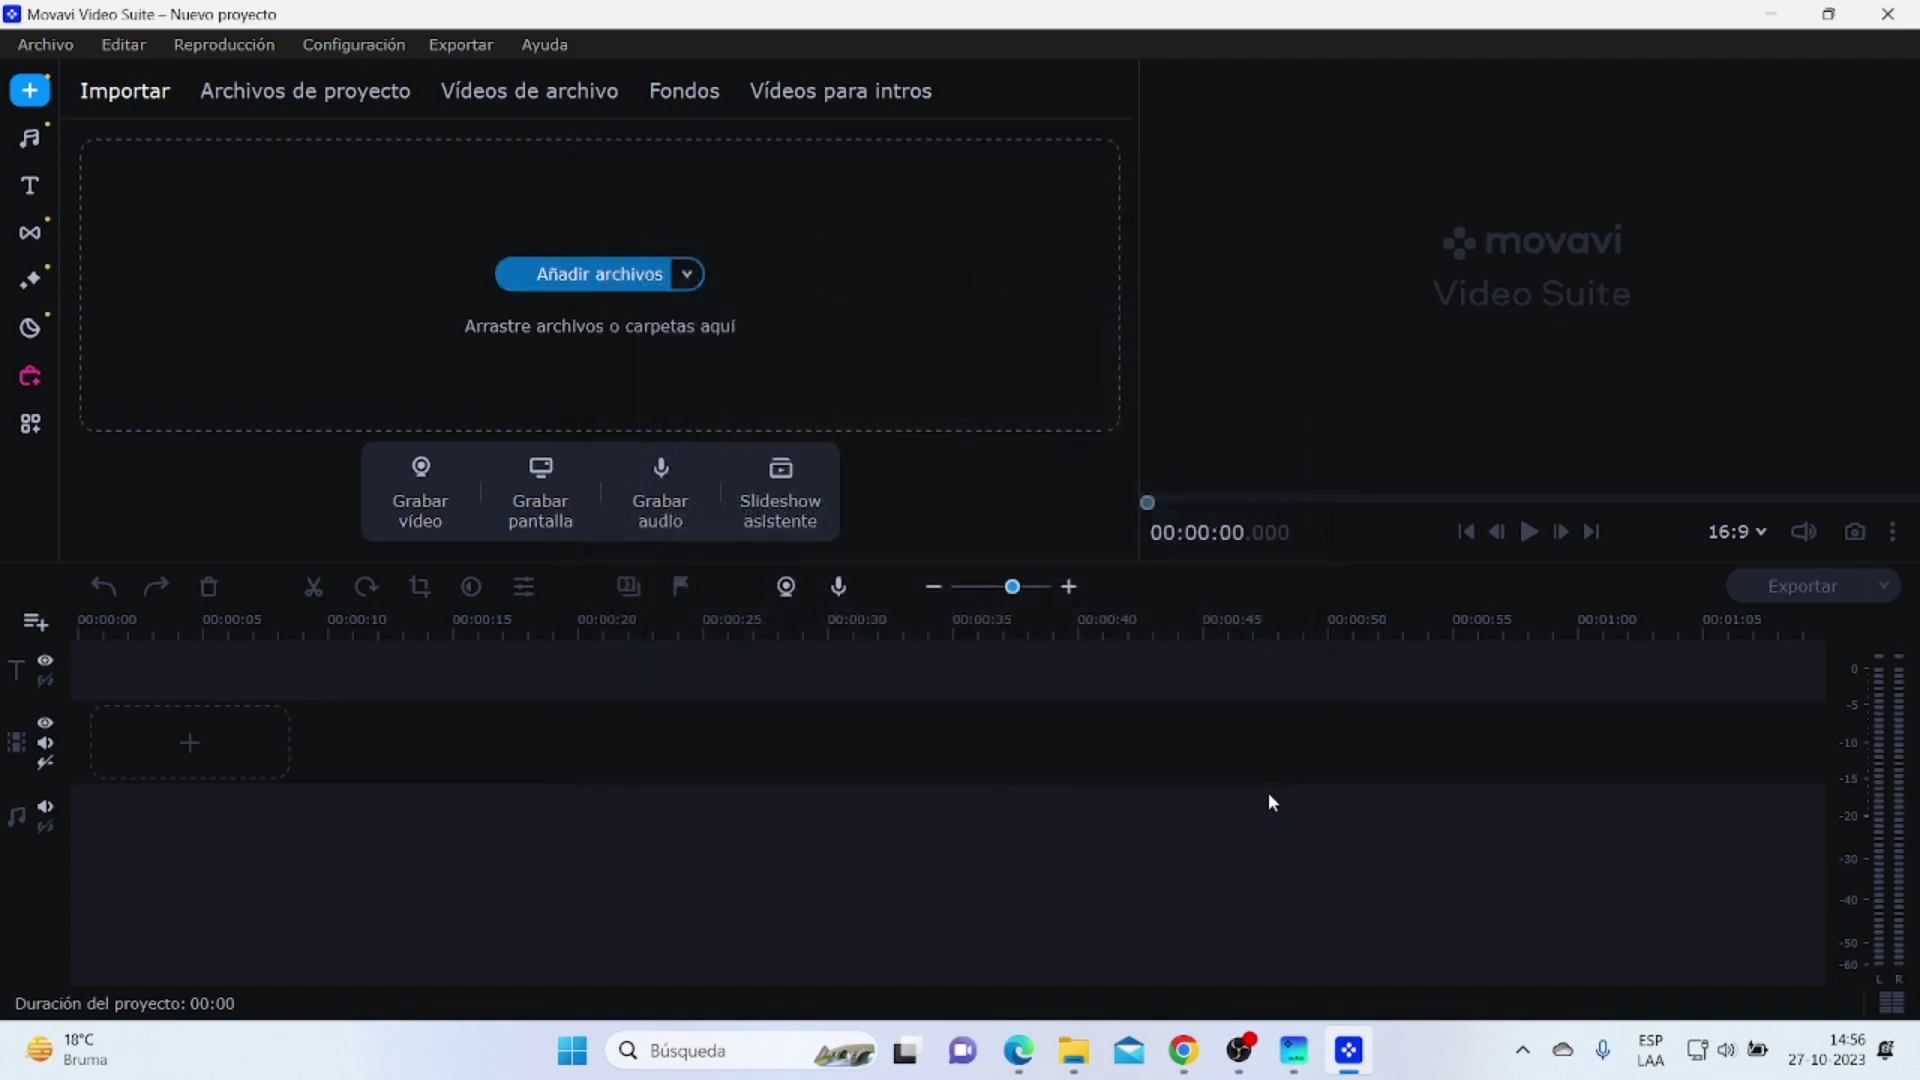 Movavi Video Suite – Nuevo proyecto
Archivo Editar Reproducción Configuración Exportar Ayuda
Importar Archivos de proyecto Vídeos de archivo Fondos Vídeos para intros
Añadir archivos
Arrastre archivos o carpetas aquí
movavi
Video Suite
Grabar vídeo
Grabar pantalla
Grabar audio
Slideshow asistente
00:00:00.000
16:9
Exportar
00:00:00 00:00:05 00:00:10 00:00:15 00:00:20 00:00:25 00:00:30 00:00:35 00:00:40 00:00:45 00:00:50 00:00:55 00:01:00 00:01:05
0
-5
-10
-15
-20
-30
-40
-50
-60
L R
Duración del proyecto: 00:00
18°C
Bruma
Búsqueda
ESP
LAA
14:56
27-10-2023